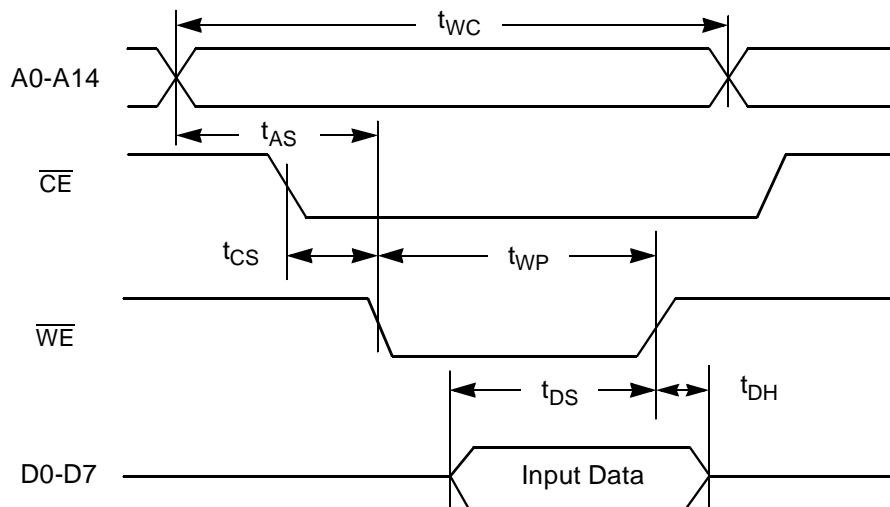 tWC
A0-A14
tAS
CE
tCS
tWP
WE
tDS
tDH
D0-D7
Input Data